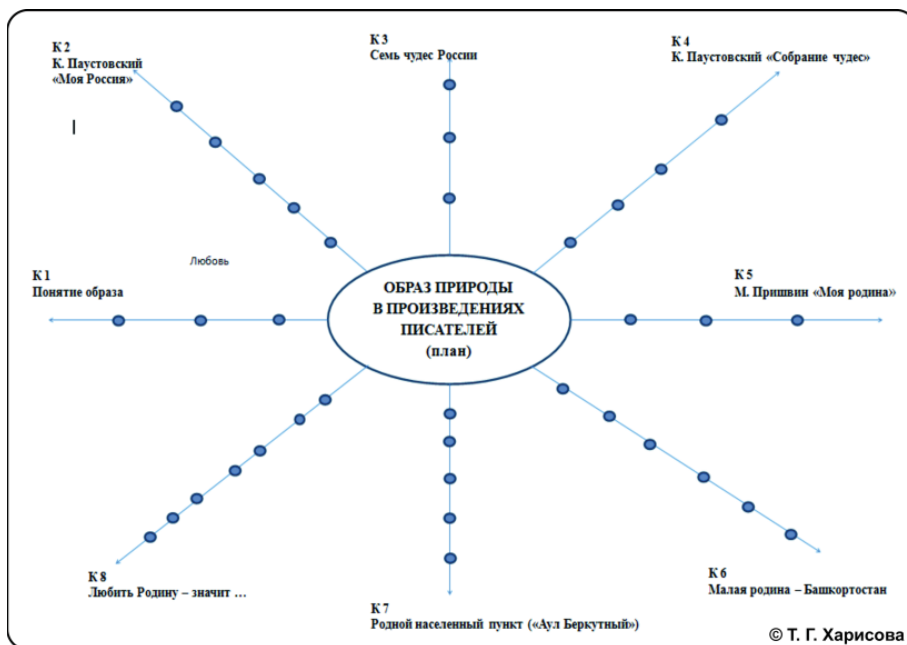 К 2
К. Паустовский
«Моя Россия»
К 3
Семь чудес России
К 4
К. Паустовский «Собрание чудес»
Любовь
К 1
Понятие образа
ОБРАЗ ПРИРОДЫ
В ПРОИЗВЕДЕНИЯХ
ПИСАТЕЛЕЙ
(план)
К 5
М. Пришвин «Моя родина»
К 8
Любить Родину – значит …
К 7
Родной населенный пункт («Аул Беркутный»)
К 6
Малая родина – Башкортостан
© Т. Г. Харисова